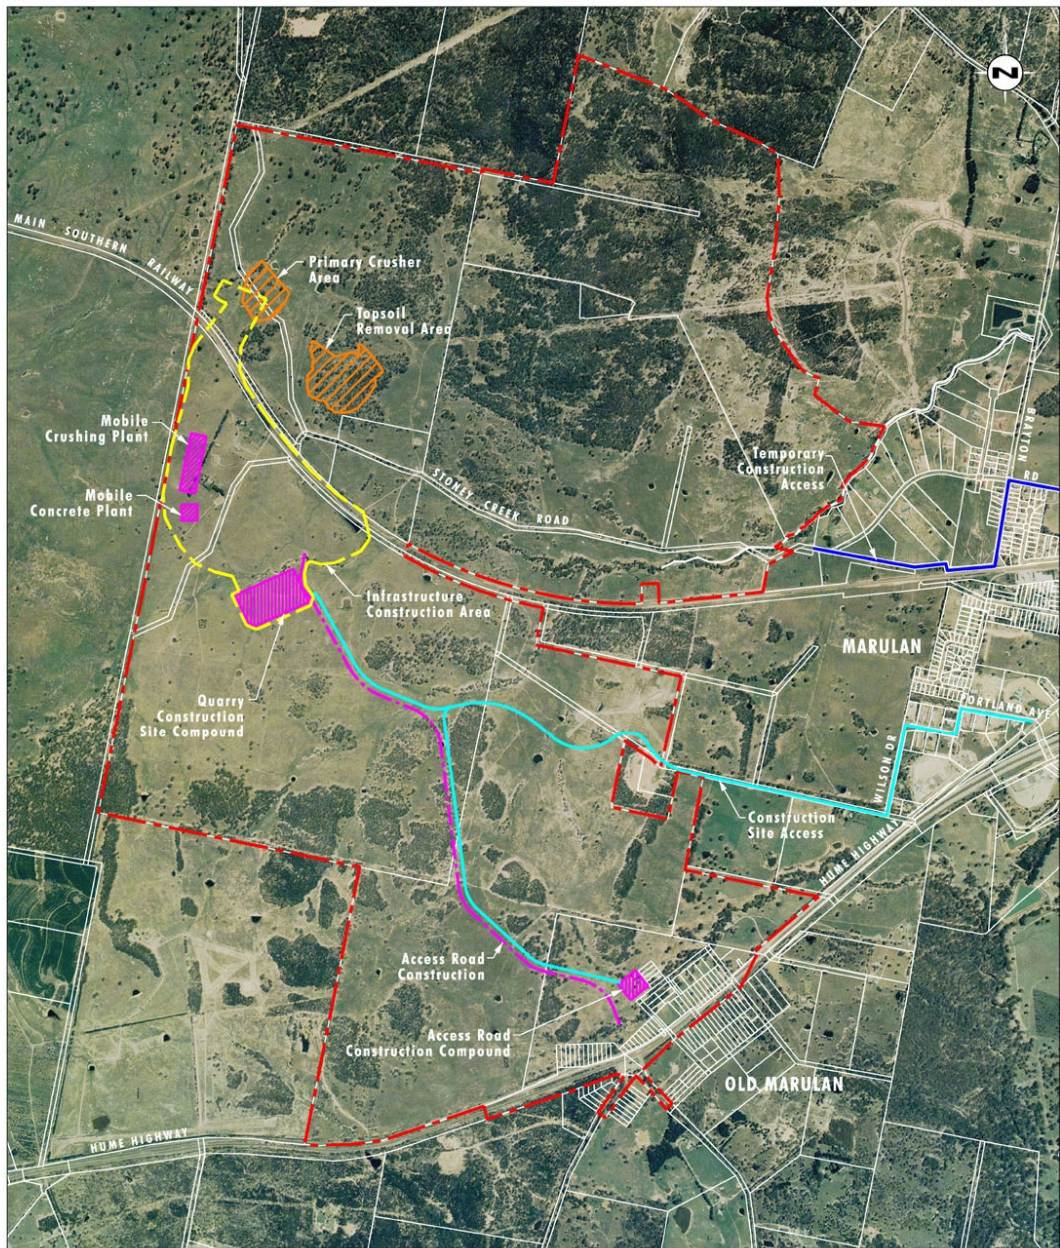 N
MAIN SOUTHERN RAILWAY
Primary Crusher
Area
Topsoil
Removal Area
Mobile
Crushing Plant
Mobile
Concrete Plant
STONEY CREEK ROAD
Temporary
Construction
Access
BRAYTON
RD
Infrastructure
Construction Area
MARULAN
Quarry
Construction
Site Compound
PORTLAND AVE
WILSON DR
Construction
Site Access
HUME HIGHWAY
Access Road
Construction
Access Road
Construction Compound
OLD MARULAN
HUME HIGHWAY